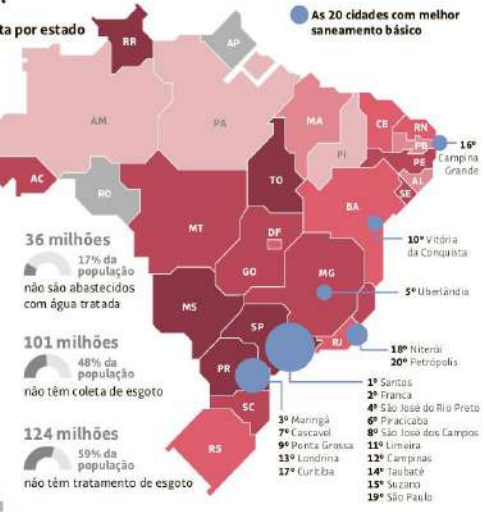 ta por estado
As 20 cidades com melhor
saneamento básico
RR
AP
AM
PA
MA
CE
RN
PB
PI
PE
AL
SE
AC
RO
TO
BA
MT
DF
GO
MG
MS
SP
RJ
PR
SC
RS
16º
Campina
Grande
10º Vitória
da Conquista
5º Uberlândia
18º Niterói
20º Petrópolis
1º Santos
2º Franca
4º São José do Rio Preto
6º Piracicaba
8º São José dos Campos
11º Limeira
12º Campinas
14º Taubaté
15º Suzano
19º São Paulo
3º Maringá
7º Cascavel
9º Ponta Grossa
13º Londrina
17º Curitiba
36 milhões
17% da
população
não são abastecidos
com água tratada
101 milhões
48% da
população
não têm coleta de esgoto
124 milhões
59% da
população
não têm tratamento de esgoto